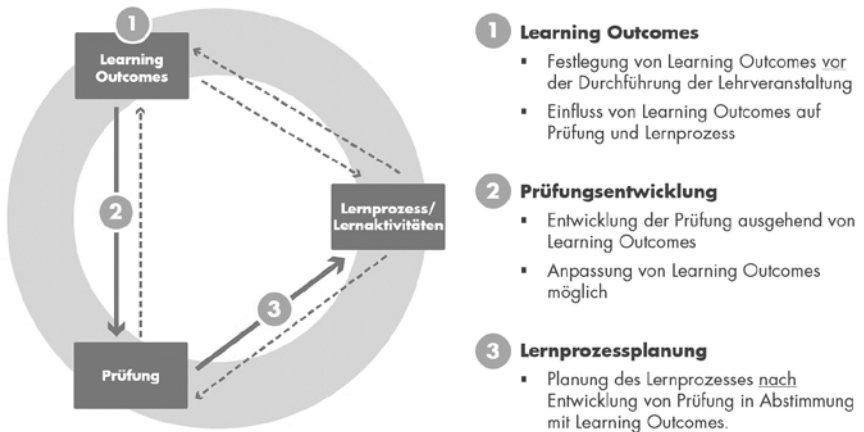 1
Learning
Outcomes
2
Lernprozess/
Lernaktivitäten
3
Prüfung
1 Learning Outcomes
▪ Festlegung von Learning Outcomes vor
der Durchführung der Lehrveranstaltung
▪ Einfluss von Learning Outcomes auf
Prüfung und Lernprozess
2 Prüfungsentwicklung
▪ Entwicklung der Prüfung ausgehend von
Learning Outcomes
▪ Anpassung von Learning Outcomes
möglich
3 Lernprozessplanung
▪ Planung des Lernprozesses nach
Entwicklung von Prüfung in Abstimmung
mit Learning Outcomes.